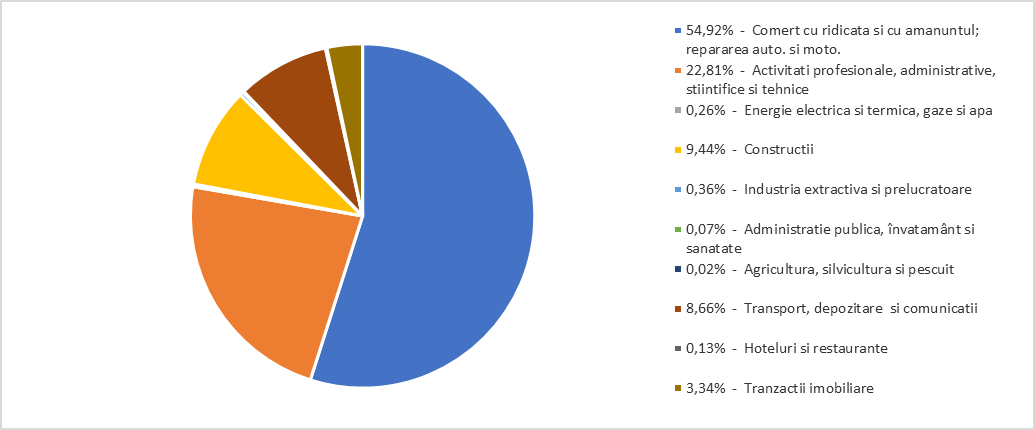 54,92%  -  Comert cu ridicata si cu amanuntul;
repararea auto. si moto.
22,81%  -  Activitati profesionale, administrative,
stiintifice si tehnice
0,26%  -  Energie electrica si termica, gaze si apa
9,44%  -  Constructii
0,36%  -  Industria extractiva si prelucratoare
0,07%  -  Administratie publica, învatamânt si
sanatate
0,02%  -  Agricultura, silvicultura si pescuit
8,66%  -  Transport, depozitare  si comunicatii
0,13%  -  Hoteluri si restaurante
3,34%  -  Tranzactii imobiliare